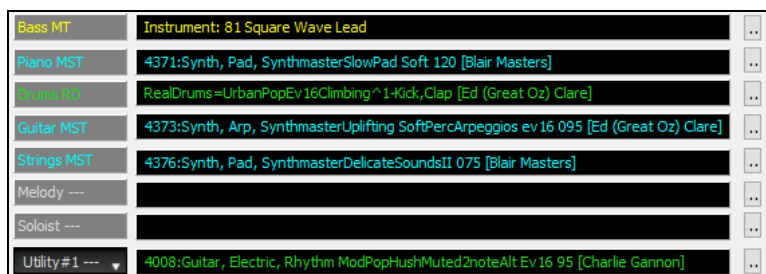 Bass MT Instrument: 81 Square Wave Lead ..
Piano MST 4371:Synth, Pad, SynthmasterSlowPad Soft 120 [Blair Masters] ..
Drums RD RealDrums=UrbanPopEv16Climbing^1-Kick,Clap [Ed (Great Oz) Clare] ..
Guitar MST 4373:Synth, Arp, SynthmasterUplifting SoftPercArpeggios ev16 095 [Ed (Great Oz) Clare] ..
Strings MST 4376:Synth, Pad, SynthmasterDelicateSoundsII 075 [Blair Masters] ..
Melody --- ..
Soloist --- ..
Utility#1 --- 4008:Guitar, Electric, Rhythm ModPopHushMuted2noteAlt Ev16 95 [Charlie Gannon] ..